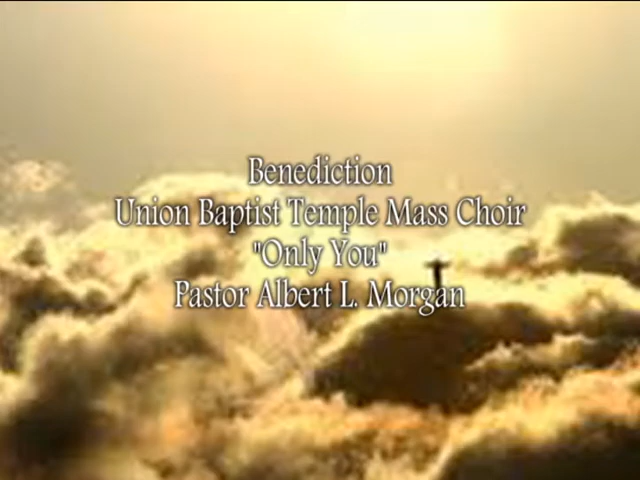 Benediction
Union Baptist Temple Mass Choir
"Only You"
Pastor Albert L. Morgan